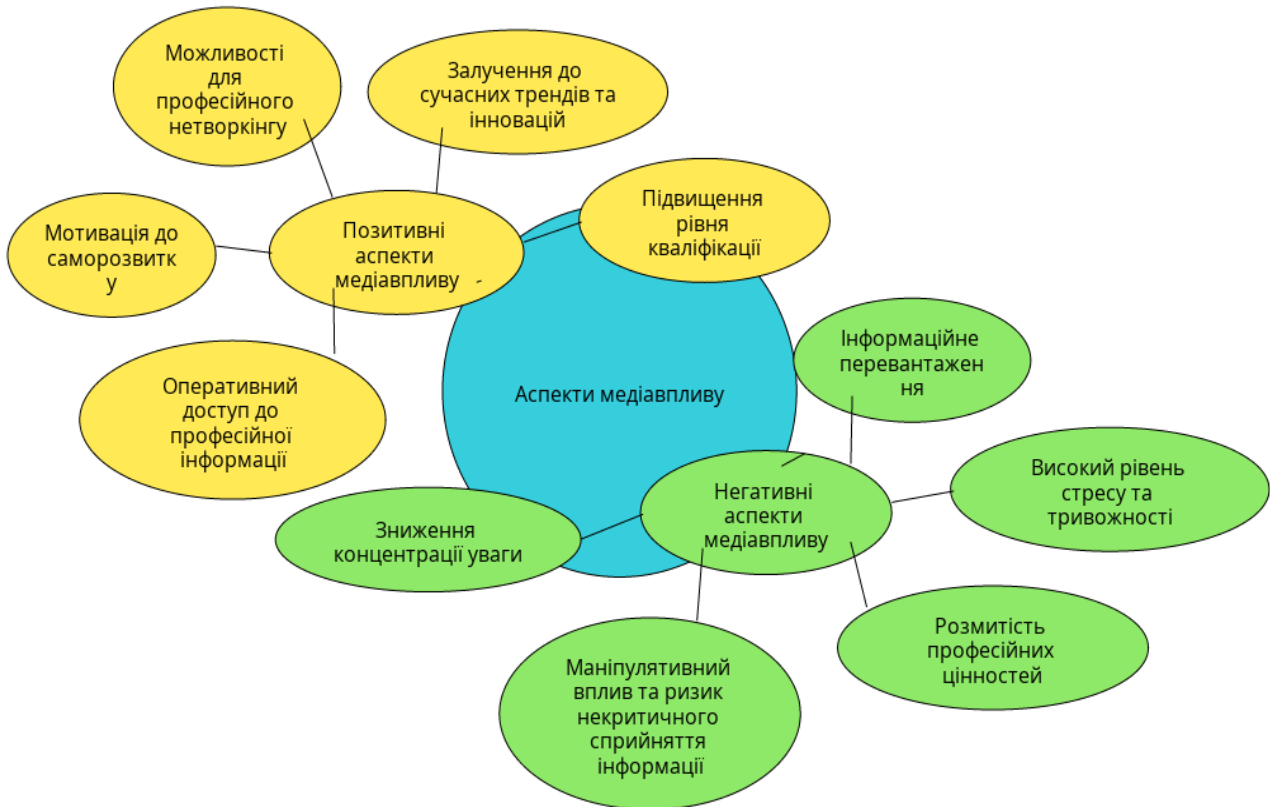 Можливості
для
професійного
нетворкінгу
Залучення до
сучасних трендів та
інновацій
Підвищення
рівня
кваліфікації
Позитивні
аспекти
медіавпливу
Мотивація до
саморозвитк
у
Оперативний
доступ до
професійної
інформації
Аспекти медіавпливу
Інформаційне
перевантажен
ня
Негативні
аспекти
медіавпливу
Високий рівень
стресу та
тривожності
Зниження
концентрації уваги
Розмитість
професійних
цінностей
Маніпулятивний
вплив та ризик
некритичного
сприйняття
інформації